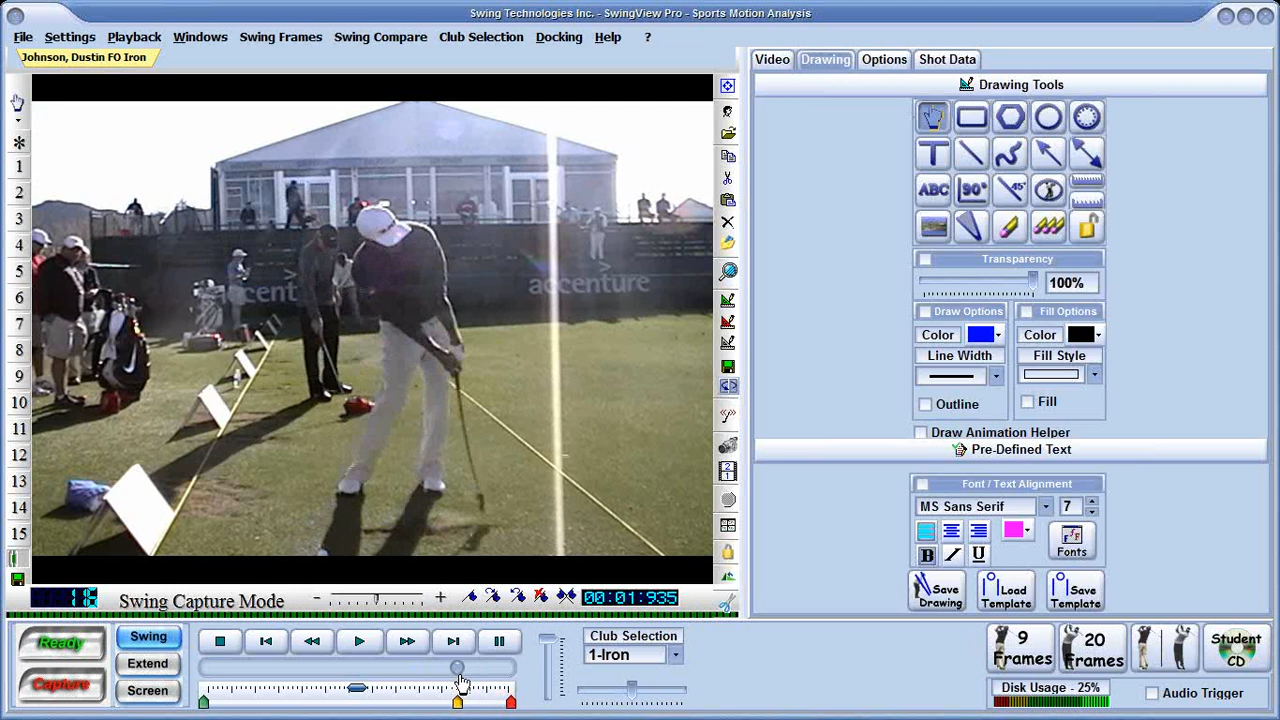 Swing Technologies Inc. - SwingView Pro - Sports Motion Analysis
File Settings Playback Windows Swing Frames Swing Compare Club Selection Docking Help ?
Johnson, Dustin FO Iron
Video Drawing Options Shot Data
Drawing Tools
T
ABC 90° 45°
Transparency
100%
Draw Options Fill Options
Color Color
Line Width Fill Style
Outline Fill
Draw Animation Helper
Pre-Defined Text
Font / Text Alignment
MS Sans Serif 7
B I U Fonts
Save Drawing Load Template Save Template
1
2
3
4
5
6
7
8
9
10
11
12
13
14
15
accenture
Swing Capture Mode - + 00:01:935
Ready Swing
Extend
Capture Screen
Club Selection
1-Iron
9 Frames 20 Frames Student CD
Disk Usage - 25% Audio Trigger